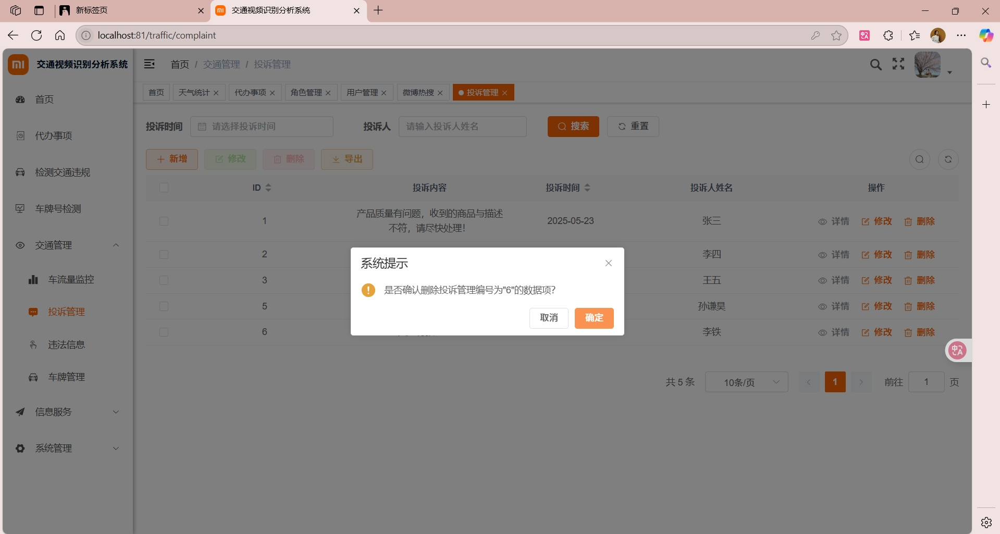 新标签页
交通视频识别分析系统
localhost:81/traffic/complaint
交通视频识别分析系统
首页 / 交通管理 / 投诉管理
首页
代办事项
检测交通违规
车牌号检测
交通管理
车流量监控
投诉管理
违法信息
车牌管理
信息服务
系统管理
首页 天气统计 代办事项 角色管理 用户管理 微博热搜 投诉管理
投诉时间 请选择投诉时间 投诉人 请输入投诉人姓名 搜索 重置
新增 修改 删除 导出
ID 投诉内容 投诉时间 投诉人姓名 操作
1 产品质量有问题，收到的商品与描述 2025-05-23 张三 详情 修改 删除
不符，请尽快处理！
2 李四 详情 修改 删除
3 王五 详情 修改 删除
5 孙谦昊 详情 修改 删除
6 李铁 详情 修改 删除
系统提示
是否确认删除投诉管理编号为"6"的数据项？
取消 确定
共 5 条 10条/页 1 前往 1 页